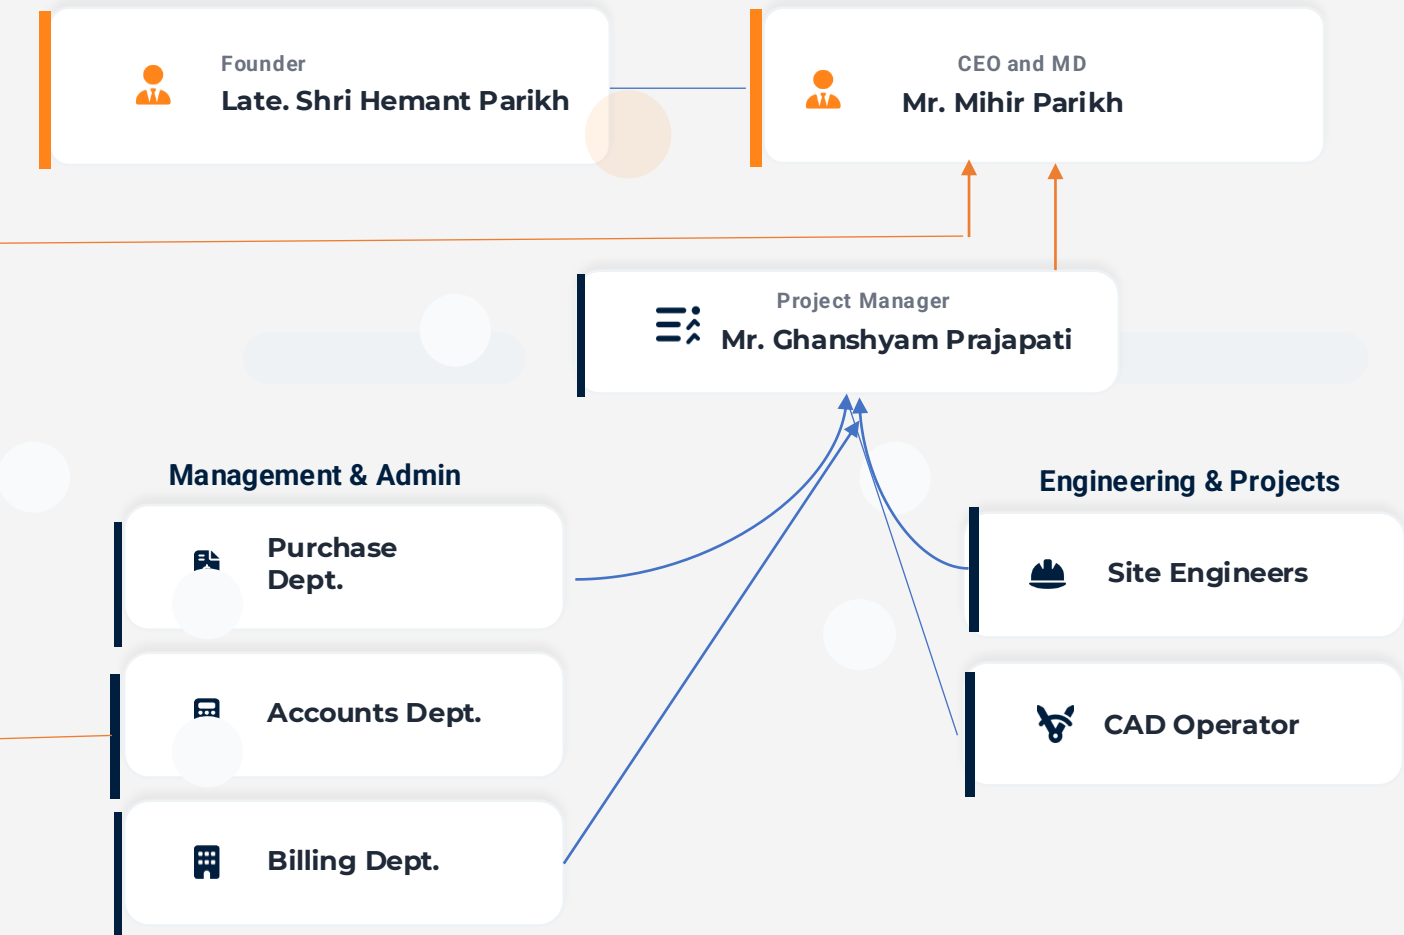 Founder
Late. Shri Hemant Parikh
CEO and MD
Mr. Mihir Parikh
Project Manager
Mr. Ghanshyam Prajapati
Management & Admin
Purchase
Dept.
Accounts Dept.
Billing Dept.
Engineering & Projects
Site Engineers
CAD Operator